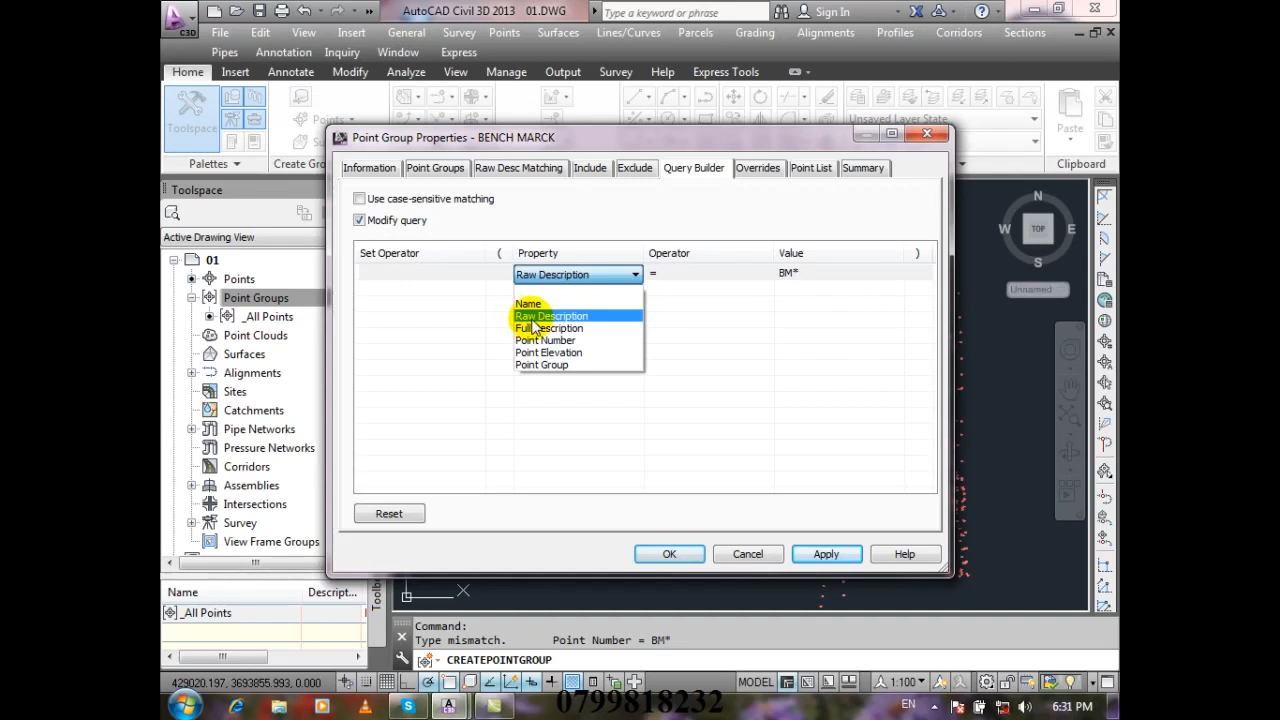 C3D
AutoCAD Civil 3D 2013 01.DWG
Type a keyword or phrase
Sign In
File Edit View Insert General Survey Points Surfaces Lines/Curves Parcels Grading Alignments Profiles Corridors Sections
Pipes Annotation Inquiry Window Express
Home Insert Annotate Modify Analyze View Manage Output Survey Help Express Tools
Toolspace
Points
Unsaved Layer State
Paste
Palettes
Create Gro
Clipboard
Point Group Properties - BENCH MARCK
Information Point Groups Raw Desc Matching Include Exclude Query Builder Overrides Point List Summary
Use case-sensitive matching
Modify query
Set Operator ( Property Operator Value )
Raw Description = BM*
Name
Raw Description
Full Description
Point Number
Point Elevation
Point Group
Reset
OK Cancel Apply Help
Toolspace
Active Drawing View
01
Points
Point Groups
_All Points
Point Clouds
Surfaces
Alignments
Sites
Catchments
Pipe Networks
Pressure Networks
Corridors
Assemblies
Intersections
Survey
View Frame Groups
Name Descript...
_All Points
Toolbo
N
W TOP E
S
Unnamed
Command:
Type mismatch. Point Number = BM*
CREATEPOINTGROUP
429020.197, 3693855.993, 0.000
MODEL
1:100
0799818232
EN
6:31 PM